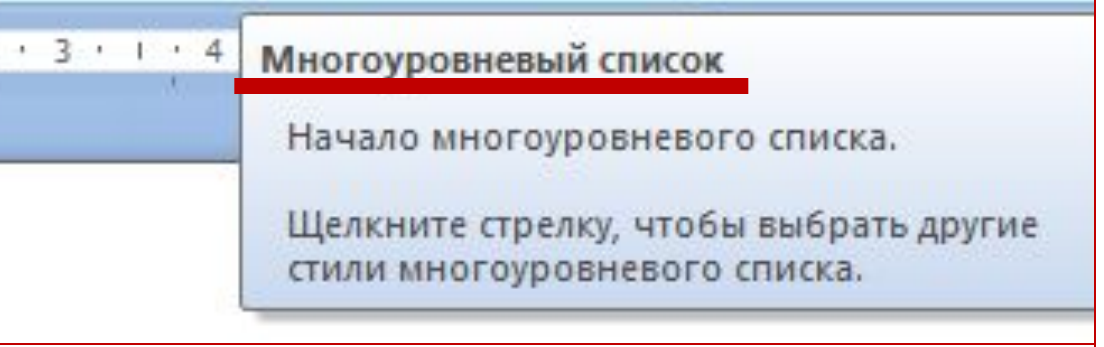 3 4
Многоуровневый список
Начало многоуровневого списка.
Щелкните стрелку, чтобы выбрать другие
стили многоуровневого списка.